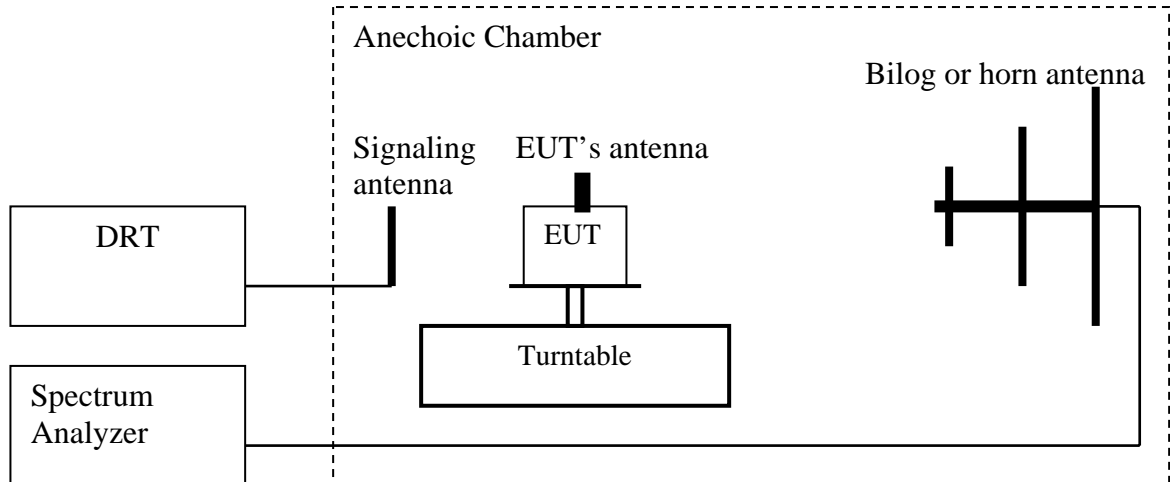 Anechoic Chamber
Bilog or horn antenna
Signaling
antenna
EUT’s antenna
DRT
EUT
Turntable
Spectrum
Analyzer